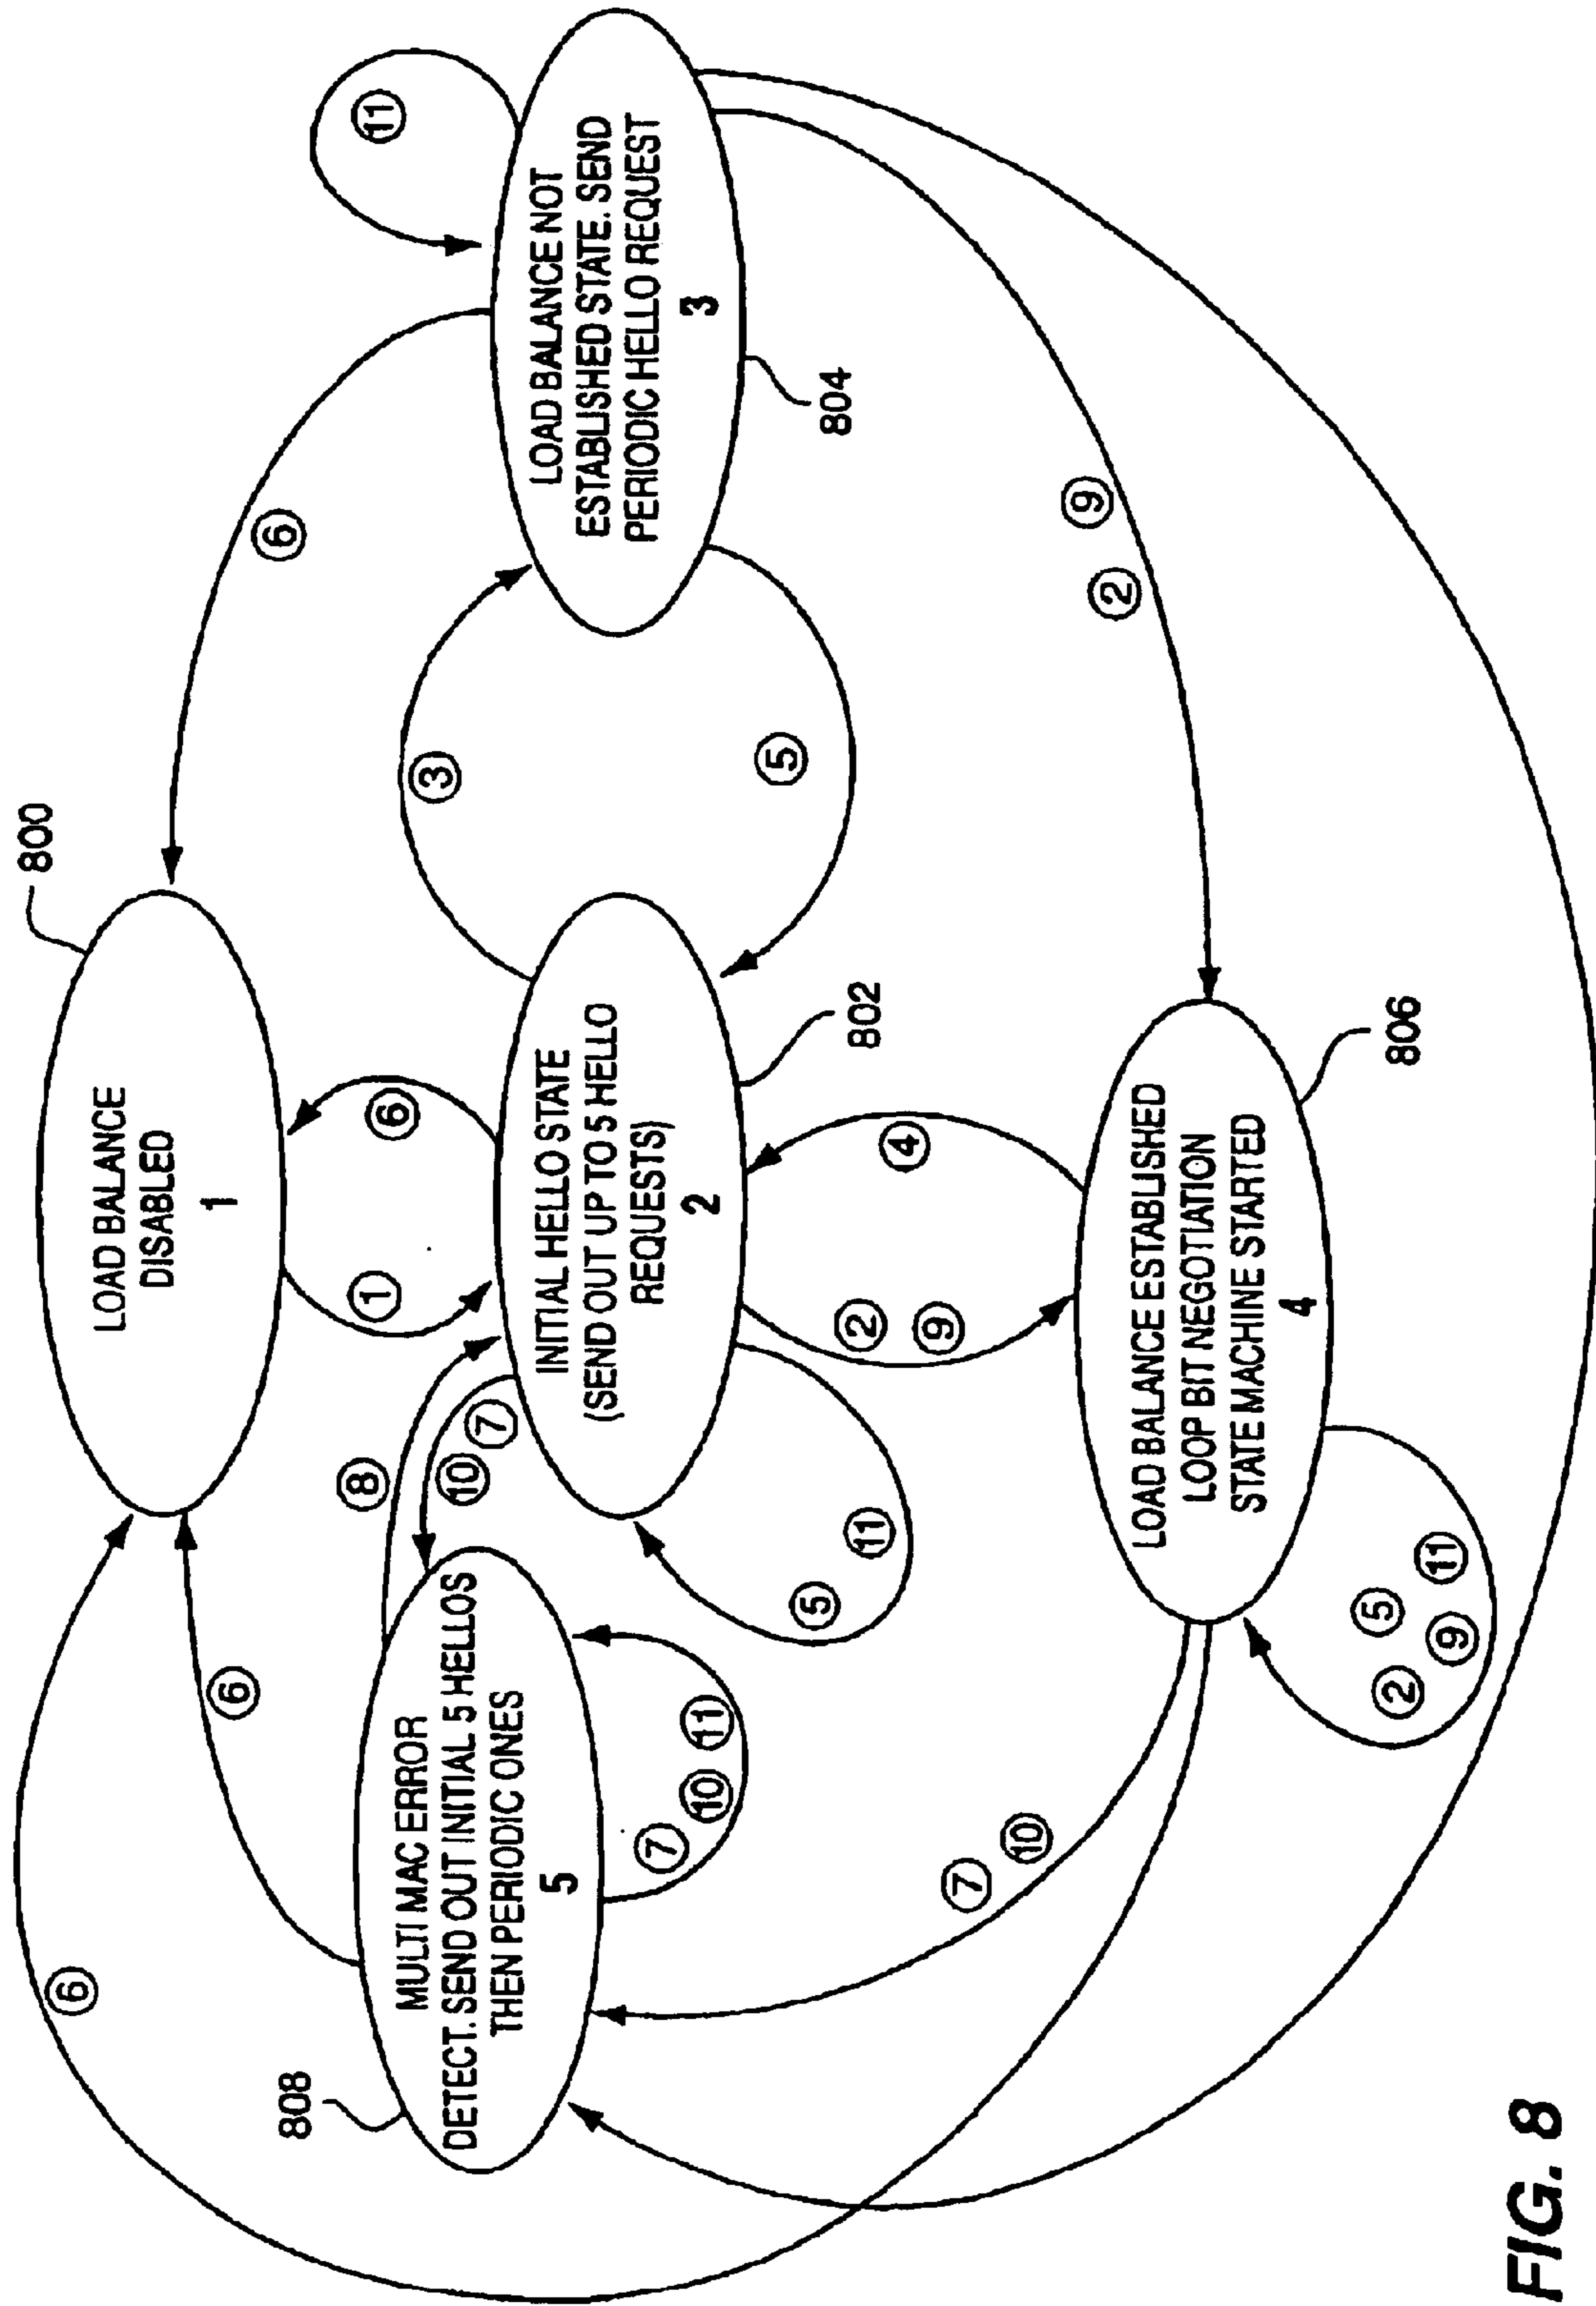 800
LOAD BALANCE
DISABLED
1
6
6
6
1
6
11
LOAD BALANCE NOT
ESTABLISHED STATE. SEND
PERIODIC HELLO REQUEST
3
804
808
MULTI MAC ERROR
DETECT. SEND OUT INITIAL 5 HELLOS
THEN PERIODIC ONES
5
8
10
7
INITIAL HELLO STATE
(SEND OUT UP TO 5 HELLO
REQUESTS)
2
802
3
5
7
10
11
5
11
2
9
4
9
2
7
10
LOAD BALANCE ESTABLISHED
LOOP BIT NEGOTIATION
STATE MACHINE STARTED
4
806
5
11
2
9
FIG. 8